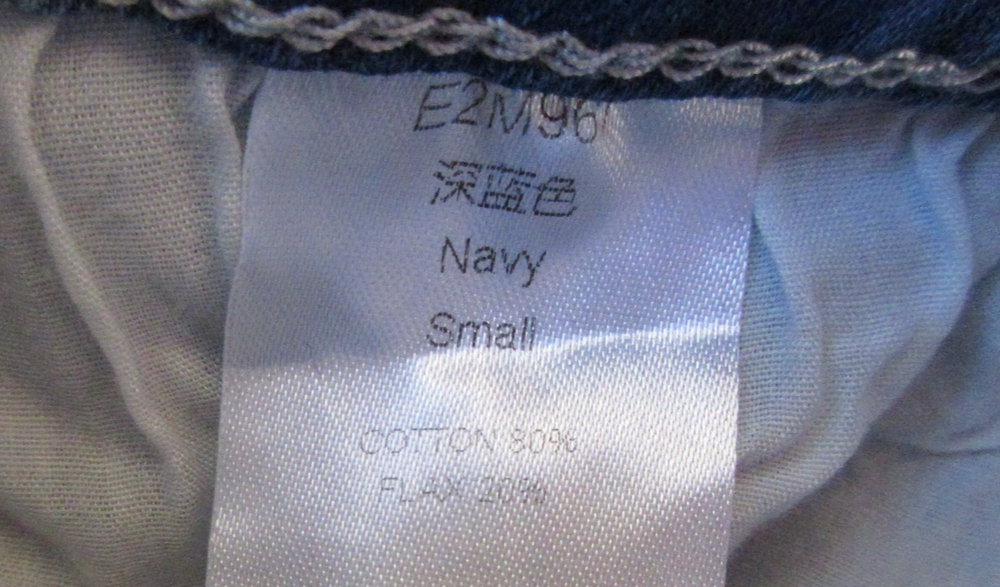 E2M96
深蓝色
Navy
Small
COTTON 80%
FLAX 20%